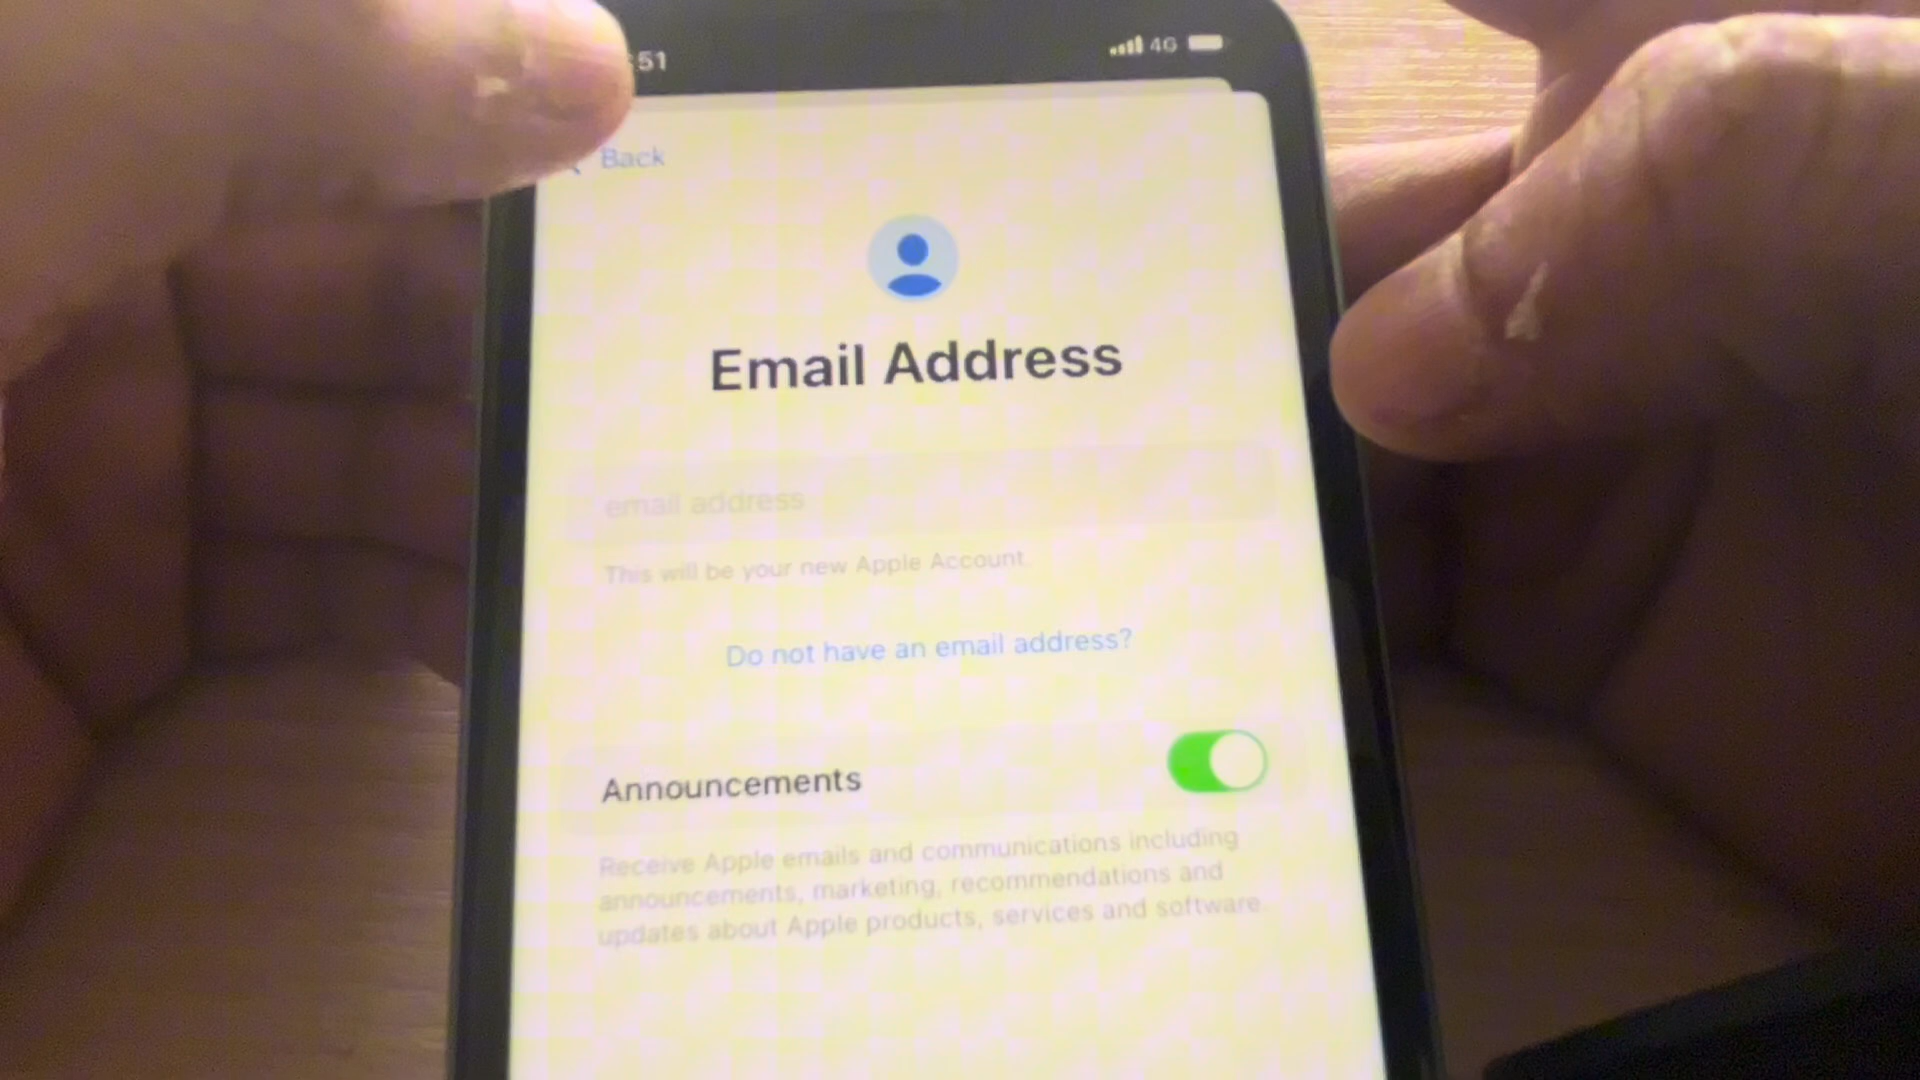 :51
4G
Back
Email Address
email address
This will be your new Apple Account.
Do not have an email address?
Announcements
Receive Apple emails and communications including
announcements, marketing, recommendations and
updates about Apple products, services and software.